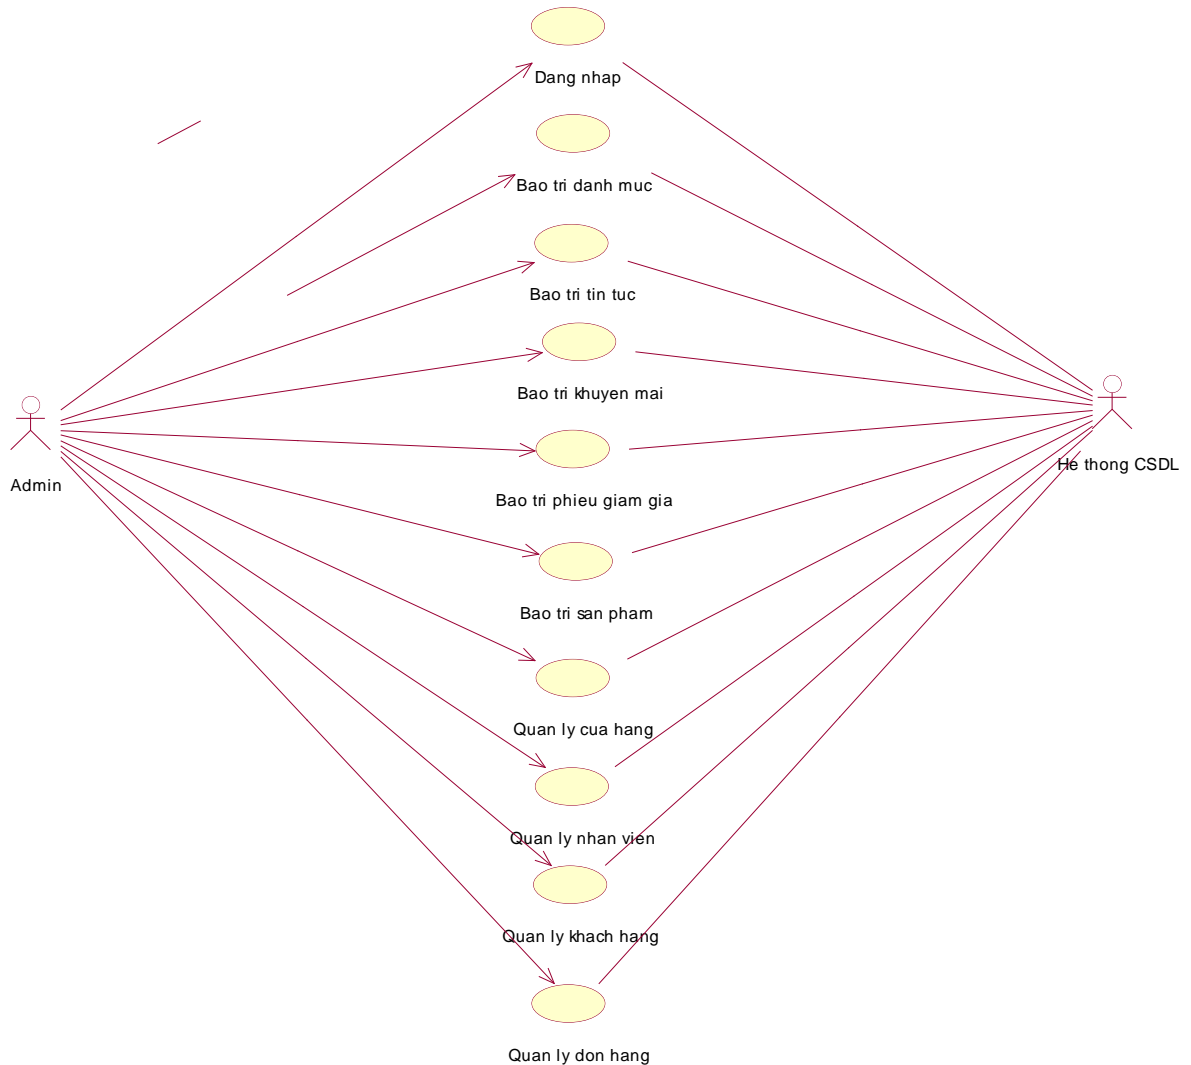 Dang nhap
Bao tri danh muc
Bao tri tin tuc
Bao tri khuyen mai
He thong CSDL
Admin
Bao tri phieu giam gia
Bao tri san pham
Quan ly cua hang
Quan ly nhan vien
Quan ly khach hang
Quan ly don hang